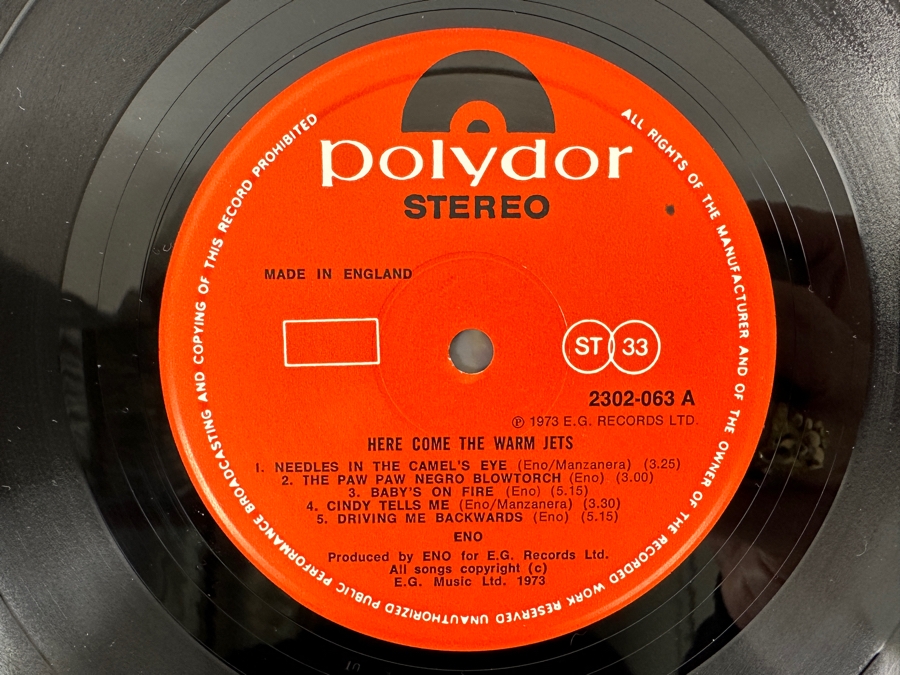 polydor
STEREO
ALL RIGHTS OF THE MANUFACTURER AND OF THE OWNER OF THE RECORDED WORK RESERVED UNAUTHORIZED PUBLIC PERFORMANCE BROADCASTING AND COPYING OF THIS RECORD PROHIBITED
MADE IN ENGLAND
ST 33
2302-063 A
℗ 1973 E.G. RECORDS LTD.
HERE COME THE WARM JETS
1. NEEDLES IN THE CAMEL'S EYE (Eno/Manzanera) (3.25)
2. THE PAW PAW NEGRO BLOWTORCH (Eno) (3.00)
3. BABY'S ON FIRE (Eno) (5.15)
4. CINDY TELLS ME (Eno/Manzanera) (3.30)
5. DRIVING ME BACKWARDS (Eno) (5.15)
ENO
Produced by ENO for E.G. Records Ltd.
All songs copyright (c)
E.G. Music Ltd. 1973